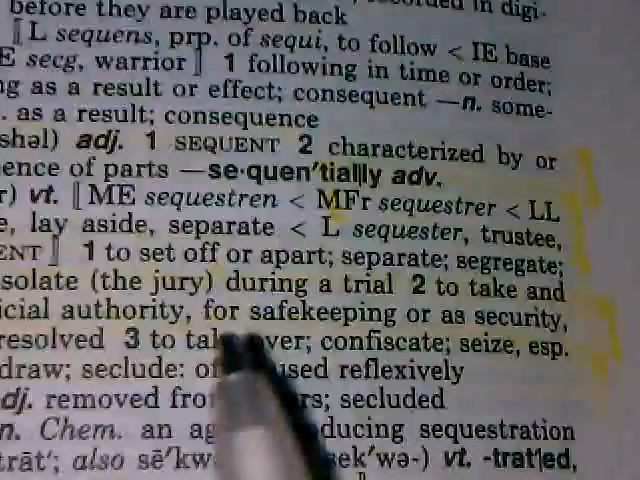 before they are played back
[L sequens, prp. of sequi, to follow < IE base
secg, warrior] 1 following in time or order;
as a result or effect; consequent —n. some-
. as a result; consequence
shəl) adj. 1 SEQUENT 2 characterized by or
ence of parts —se·quen′tial|ly adv.
r) vt. [ME sequestren < MFr sequestrer < LL
e, lay aside, separate < L sequester, trustee,
ENT] 1 to set off or apart; separate; segregate;
solate (the jury) during a trial 2 to take and
icial authority, for safekeeping or as security,
resolved 3 to take over; confiscate; seize, esp.
draw; seclude: used reflexively
dj. removed secluded
n. Chem. an ducing sequestration
trāt′; also sē′kw sek′wə-) vt. -trat|ed,